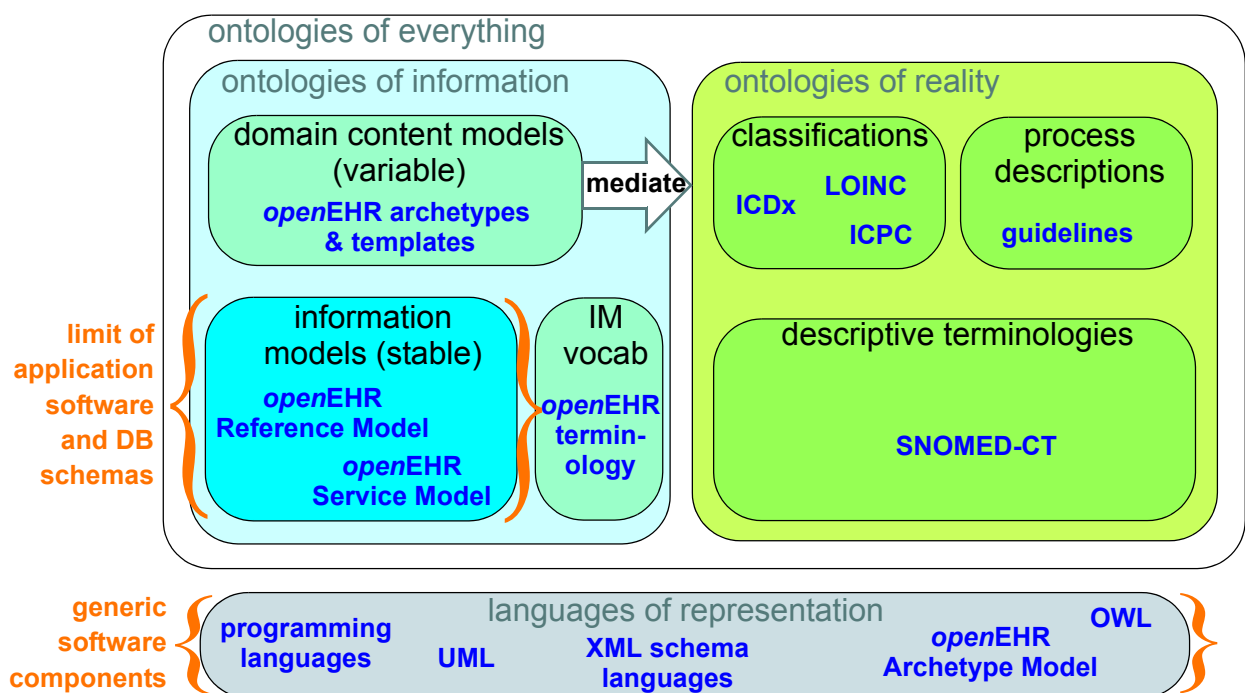 ontologies of everything
ontologies of information
domain content models
(variable)
openEHR archetypes
& templates
mediate
ontologies of reality
classifications
ICDx
LOINC
ICPC
process
descriptions
guidelines
limit of
application
software
and DB
schemas
information
models (stable)
openEHR
Reference Model
openEHR
Service Model
IM
vocab
openEHR
termin-
ology
descriptive terminologies
SNOMED-CT
generic
software
components
languages of representation
programming
languages
UML
XML schema
languages
openEHR
Archetype Model
OWL